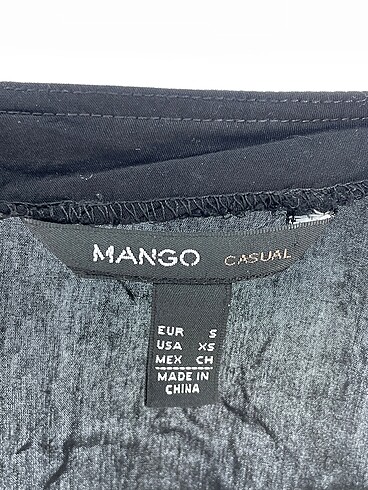 MANGO CASUAL
EUR S
USA XS
MEX CH
MADE IN
CHINA